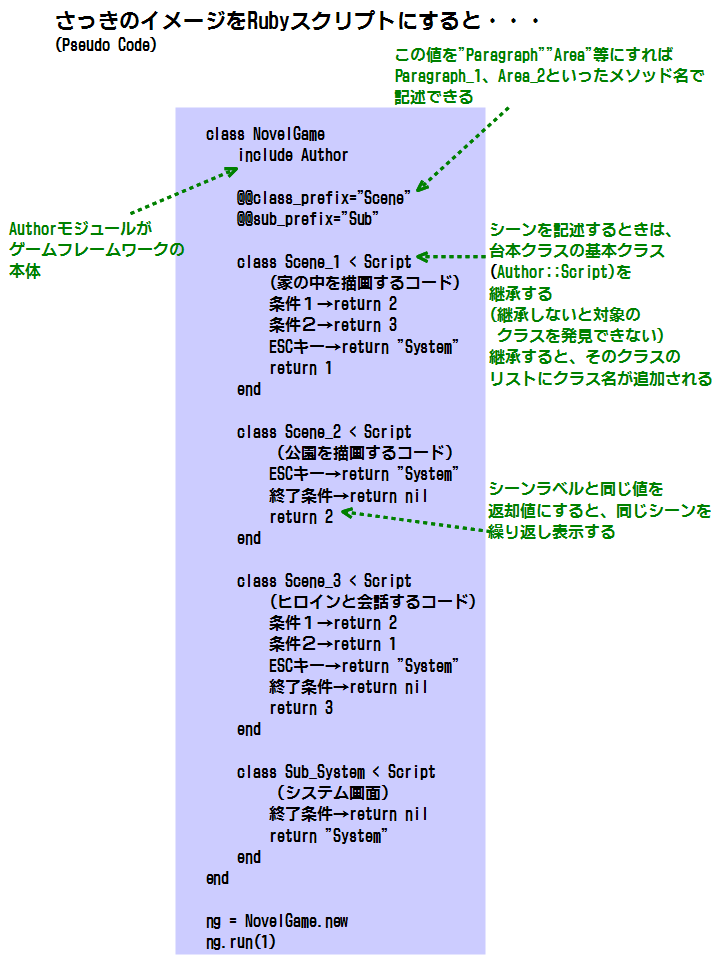 さっきのイメージをRubyスクリプトにすると・・・
(Pseudo Code)
この値を"Paragraph""Area"等にすれば
Paragraph_1、Area_2といったメソッド名で
記述できる
class NovelGame
include Author
@@class_prefix="Scene"
@@sub_prefix="Sub"
Authorモジュールが
ゲームフレームワークの
本体
class Scene_1 < Script
(家の中を描画するコード)
条件１→return 2
条件２→return 3
ESCキー→return "System"
return 1
end
シーンを記述するときは、
台本クラスの基本クラス
(Author::Script)を
継承する
(継承しないと対象の
クラスを発見できない)
継承すると、そのクラスの
リストにクラス名が追加される
class Scene_2 < Script
(公園を描画するコード)
ESCキー→return "System"
終了条件→return nil
return 2
end
シーンラベルと同じ値を
返却値にすると、同じシーンを
繰り返し表示する
class Scene_3 < Script
(ヒロインと会話するコード)
条件１→return 2
条件２→return 1
ESCキー→return "System"
終了条件→return nil
return 3
end
class Sub_System < Script
(システム画面)
終了条件→return nil
return "System"
end
end
ng = NovelGame.new
ng.run(1)